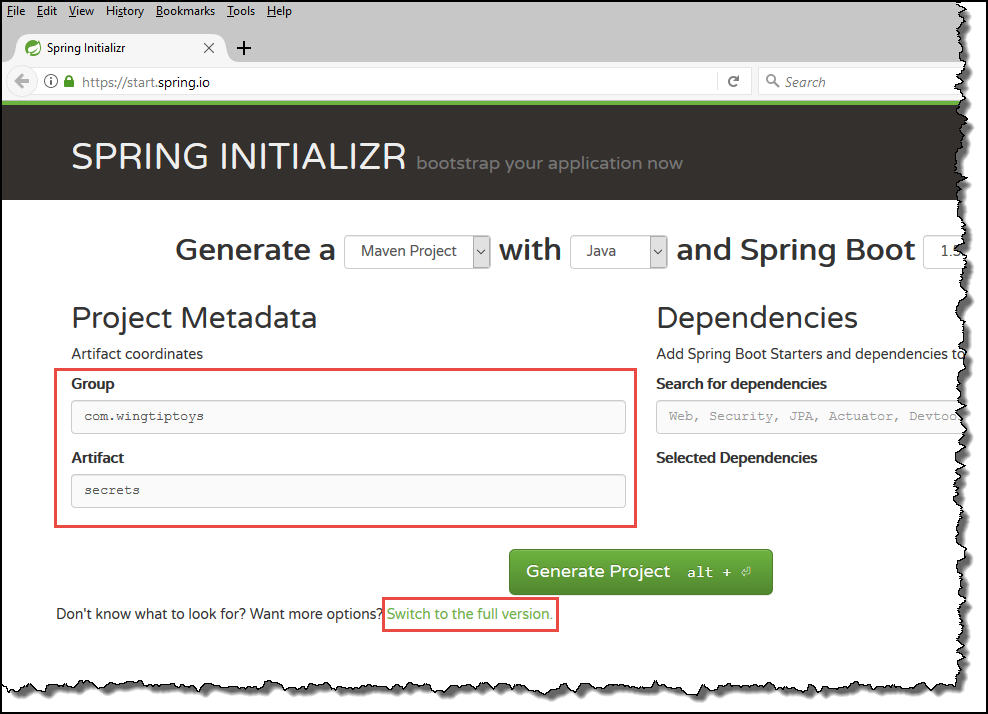 File Edit View History Bookmarks Tools Help
Spring Initializr
https://start.spring.io
Search
SPRING INITIALIZR bootstrap your application now
Generate a Maven Project with Java and Spring Boot
Project Metadata
Dependencies
Artifact coordinates
Add Spring Boot Starters and dependencies to
Group
Search for dependencies
com.wingtiptoys
Web, Security, JPA, Actuator,
Artifact
Selected Dependencies
secrets
Generate Project alt + ⏎
Don't know what to look for? Want more options? Switch to the full version.